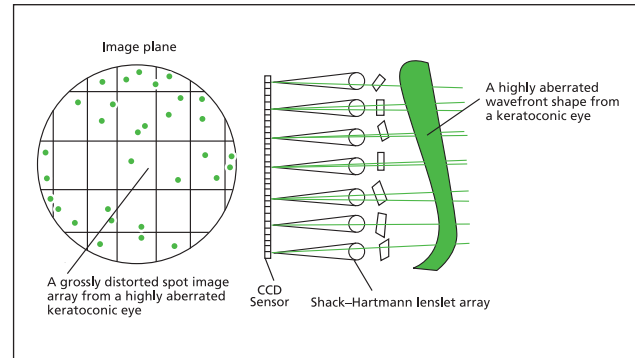 Image plane
A highly aberrated
wavefront shape from
a keratoconic eye
A grossly distorted spot image
array from a highly aberrated
keratoconic eye
CCD
Sensor
Shack–Hartmann lenslet array